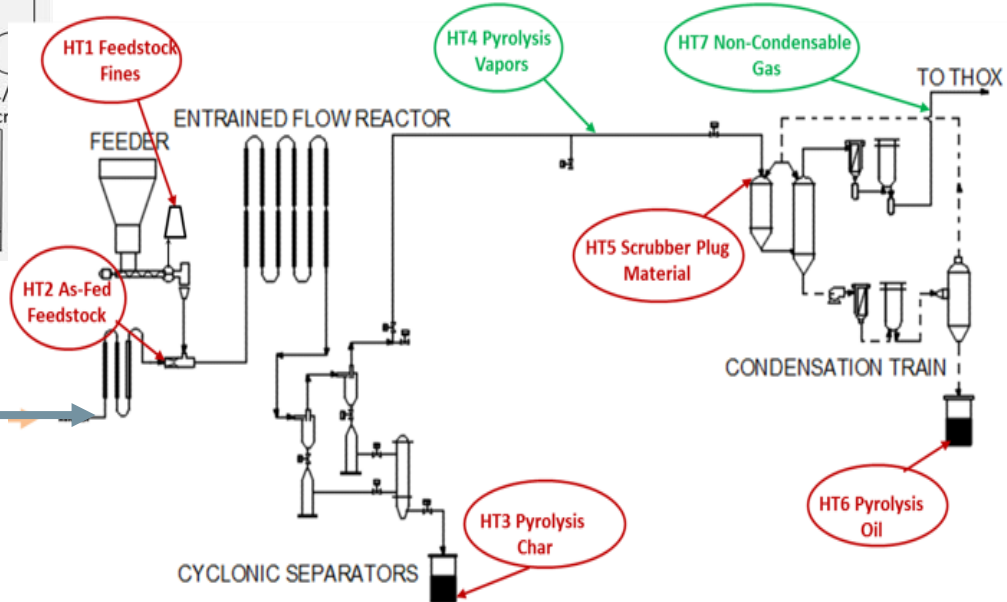 HT1 Feedstock
Fines
HT4 Pyrolysis
Vapors
HT7 Non-Condensable
Gas
TO THOX
ENTRAINED FLOW REACTOR
FEEDER
HT5 Scrubber Plug
Material
HT2 As-Fed
Feedstock
CONDENSATION TRAIN
HT6 Pyrolysis
Oil
HT3 Pyrolysis
Char
CYCLONIC SEPARATORS